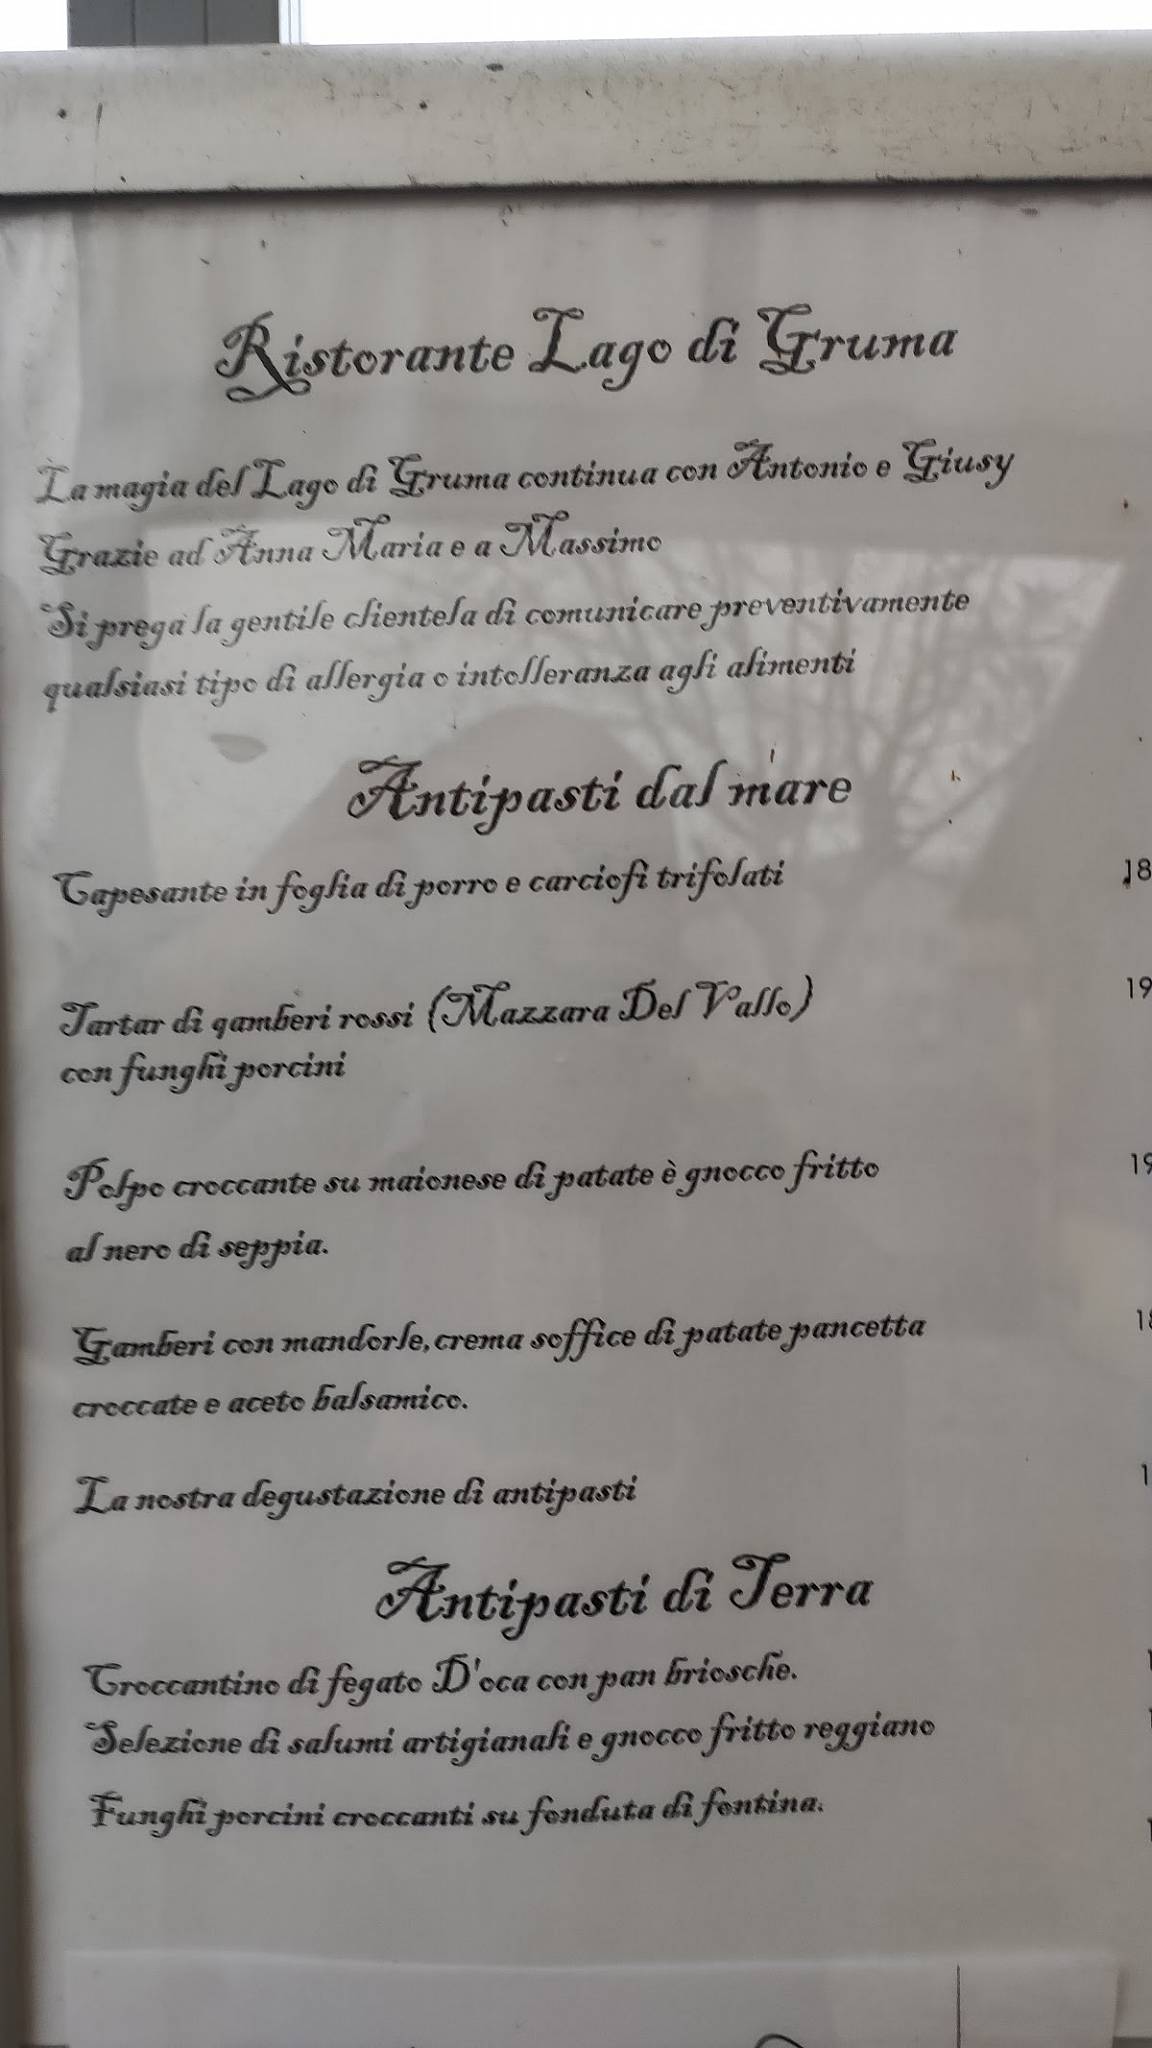 Ristorante Lago di Gruma
La magia del Lago di Gruma continua con Antonio e Giusy
Grazie ad Anna Maria e a Massimo
Si prega la gentile clientela di comunicare preventivamente
qualsiasi tipo di allergia o intolleranza agli alimenti
Antipasti dal mare
Capesante in foglia di porro e carciofi trifolati 18
Tartar di gamberi rossi (Mazzara Del Vallo) 19
con funghi porcini
Polpo croccante su maionese di patate è gnocco fritto 19
al nero di seppia.
Gamberi con mandorle, crema soffice di patate pancetta 18
croccate e aceto balsamico.
La nostra degustazione di antipasti
Antipasti di Terra
Croccantino di fegato D'oca con pan briosche.
Selezione di salumi artigianali e gnocco fritto reggiano
Funghi porcini croccanti su fonduta di fontina.